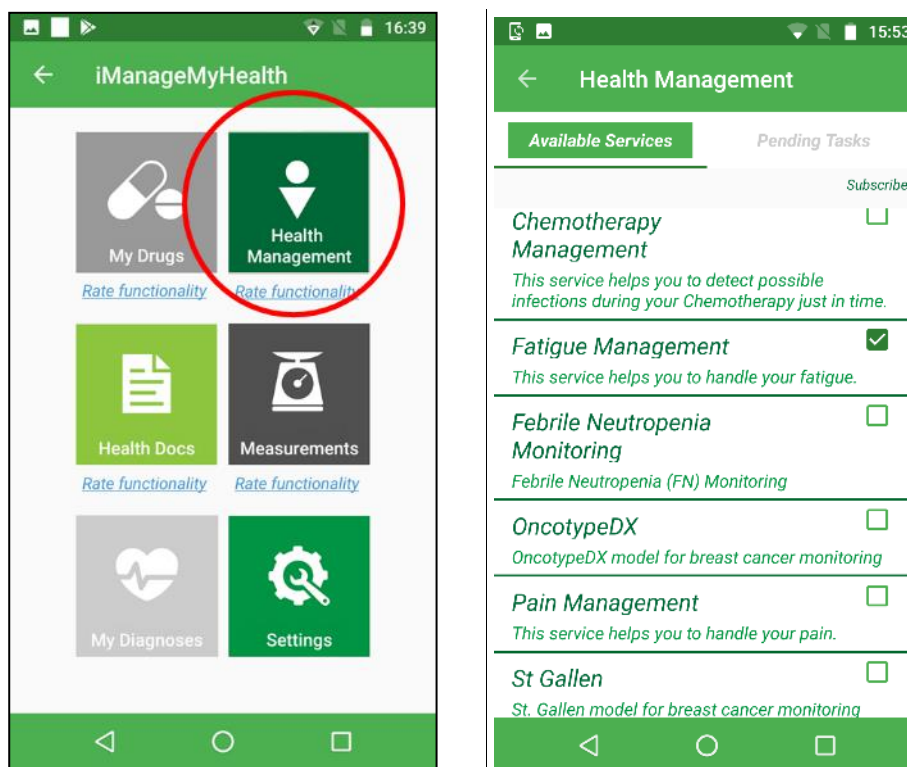 16:39
iManageMyHealth
My Drugs
Health
Management
Rate functionality
Rate functionality
Health Docs
Measurements
Rate functionality
Rate functionality
My Diagnoses
Settings
15:53
Health Management
Available Services
Pending Tasks
Subscribe
Chemotherapy
Management
This service helps you to detect possible
infections during your Chemotherapy just in time.
Fatigue Management
This service helps you to handle your fatigue.
Febrile Neutropenia
Monitoring
Febrile Neutropenia (FN) Monitoring
OncotypeDX
OncotypeDX model for breast cancer monitoring
Pain Management
This service helps you to handle your pain.
St Gallen
St. Gallen model for breast cancer monitoring